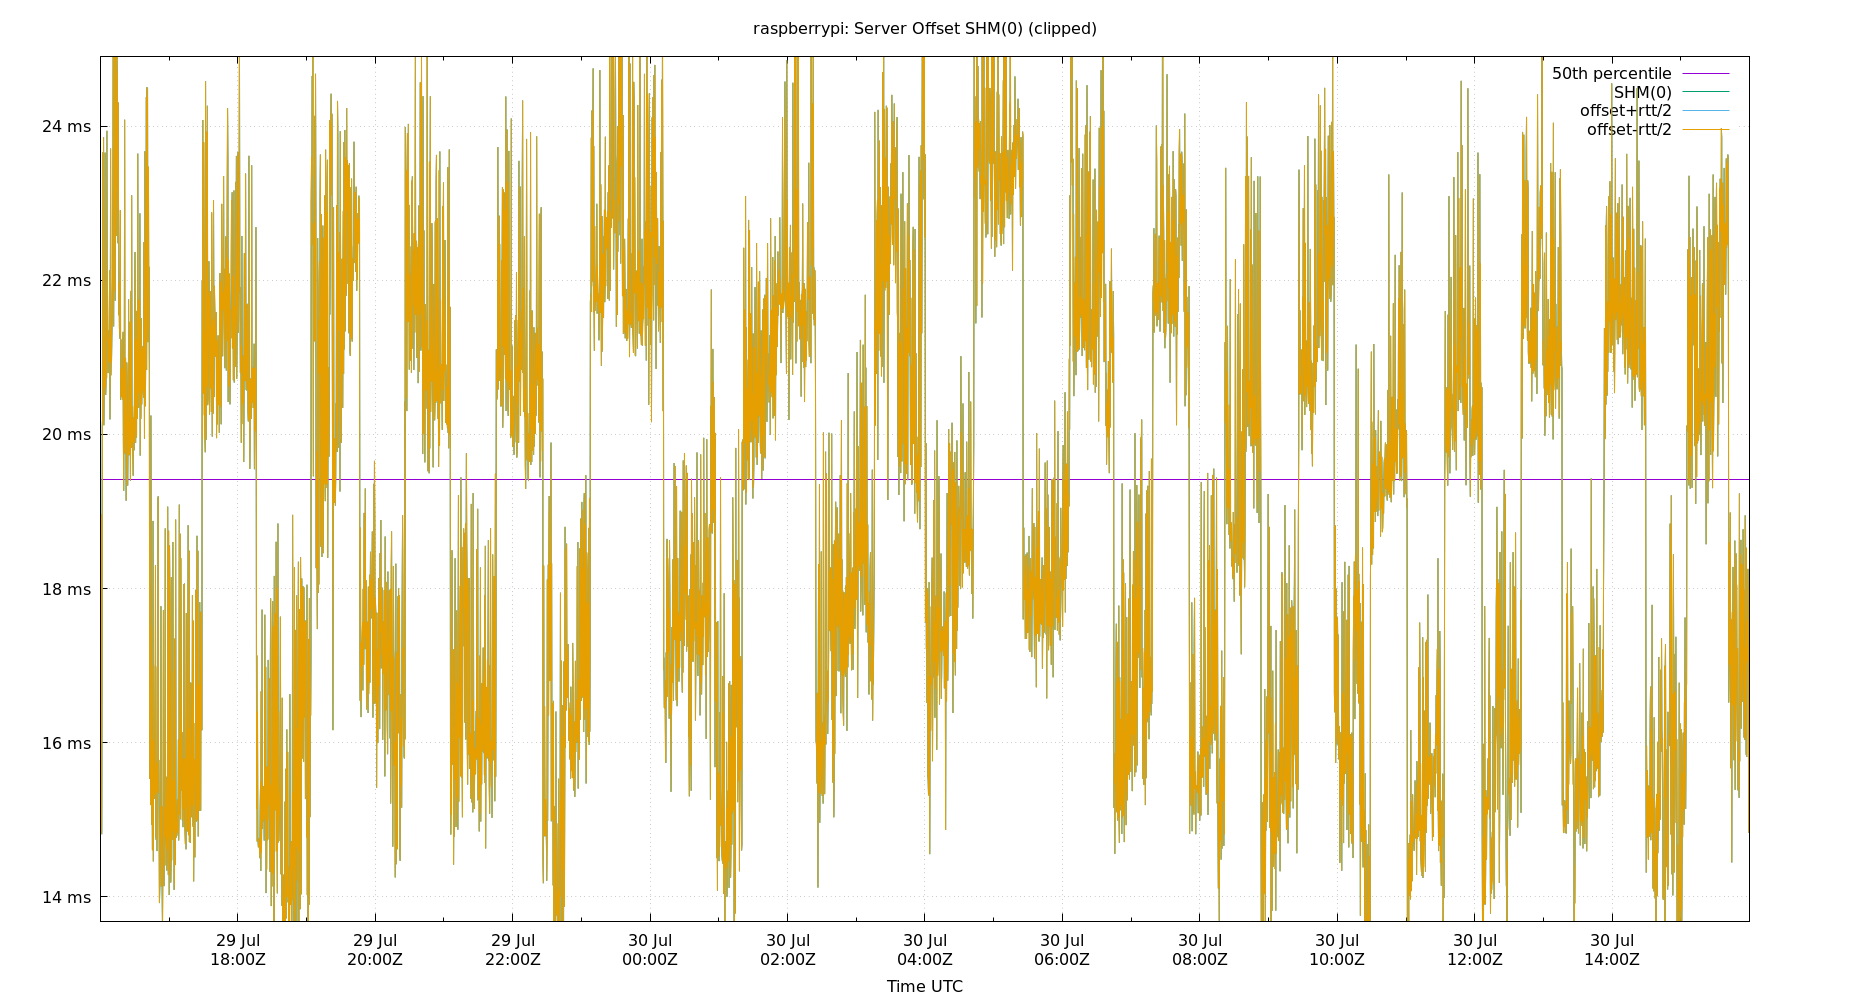 raspberrypi: Server Offset SHM(0) (clipped)
50th percentile
SHM(0)
offset+rtt/2
offset-rtt/2
24 ms
22 ms
20 ms
18 ms
16 ms
14 ms
29 Jul 29 Jul 29 Jul 30 Jul 30 Jul 30 Jul 30 Jul 30 Jul 30 Jul 30 Jul 30 Jul
18:00Z 20:00Z 22:00Z 00:00Z 02:00Z 04:00Z 06:00Z 08:00Z 10:00Z 12:00Z 14:00Z
Time UTC